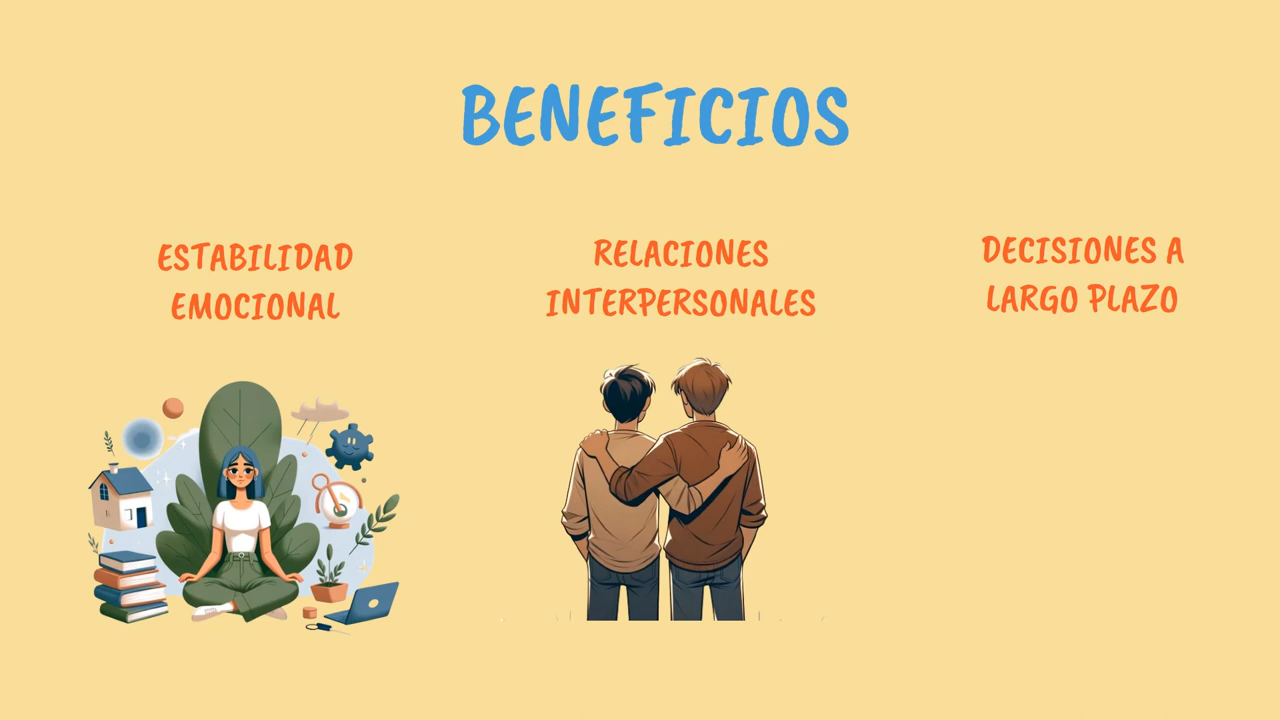 BENEFICIOS
ESTABILIDAD
EMOCIONAL
RELACIONES
INTERPERSONALES
DECISIONES A
LARGO PLAZO